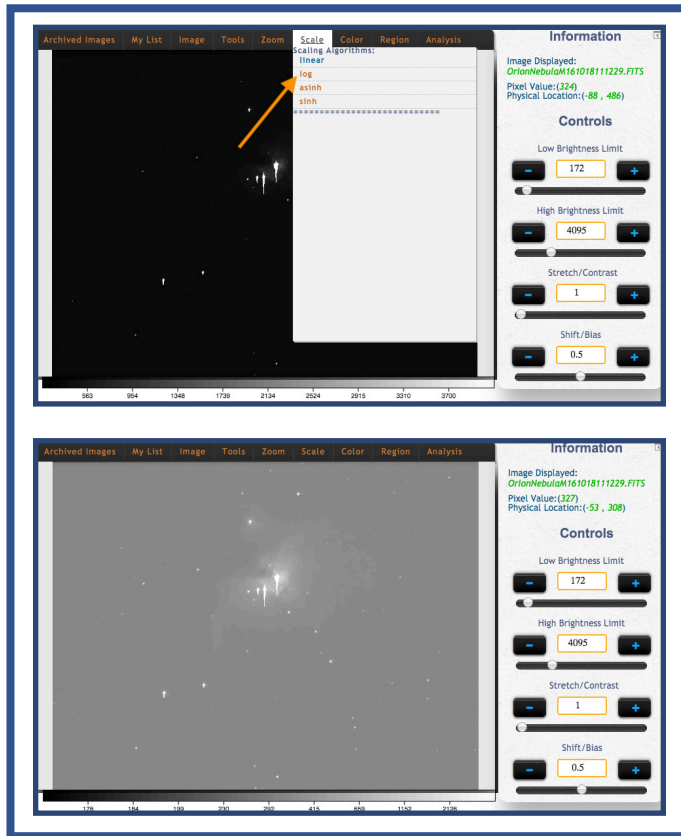 Archived Images My List Image Tools Zoom Scale Color Region Analysis
Scaling Algorithms:
linear
log
asinh
sinh
============================
563 954 1348 1739 2134 2524 2915 3310 3700
Information
Image Displayed:
OrionNebulaM161018111229.FITS
Pixel Value:(324)
Physical Location:(-88 , 486)
Controls
Low Brightness Limit
- 172 +
High Brightness Limit
- 4095 +
Stretch/Contrast
- 1 +
Shift/Bias
- 0.5 +
Archived Images My List Image Tools Zoom Scale Color Region Analysis
176 184 199 230 292 415 659 1152 2126
Information
Image Displayed:
OrionNebulaM161018111229.FITS
Pixel Value:(327)
Physical Location:(-53 , 308)
Controls
Low Brightness Limit
- 172 +
High Brightness Limit
- 4095 +
Stretch/Contrast
- 1 +
Shift/Bias
- 0.5 +